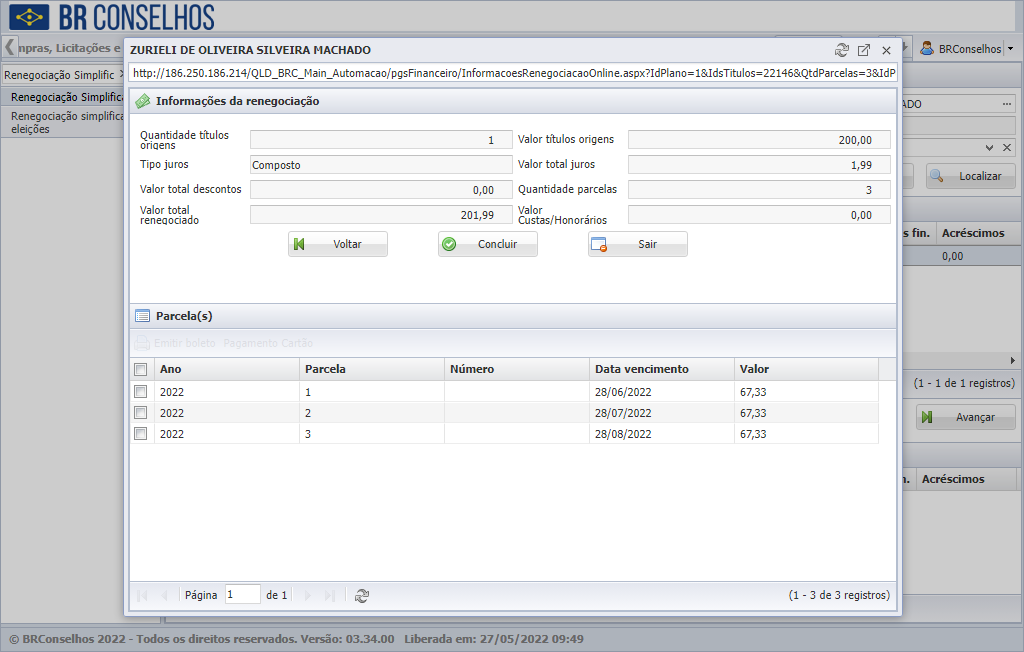 BR CONSELHOS
mpras, Licitações e
BRConselhos
Renegociação Simplific
Renegociação Simplifica
Renegociação simplifica
eleições
ZURIELI DE OLIVEIRA SILVEIRA MACHADO
http://186.250.186.214/QLD_BRC_Main_Automacao/pgsFinanceiro/InformacoesRenegociacaoOnline.aspx?IdPlano=1&IdsTitulos=22146&QtdParcelas=3&IdP
Informações da renegociação
Quantidade títulos origens 1 Valor títulos origens 200,00
Tipo juros Composto Valor total juros 1,99
Valor total descontos 0,00 Quantidade parcelas 3
Valor total renegociado 201,99 Valor Custas/Honorários 0,00
Voltar Concluir Sair
Parcela(s)
Emitir boleto Pagamento Cartão
Ano Parcela Número Data vencimento Valor
2022 1 28/06/2022 67,33
2022 2 28/07/2022 67,33
2022 3 28/08/2022 67,33
Página 1 de 1 (1 - 3 de 3 registros)
ADO ...
Localizar
s fin. Acréscimos
0,00
(1 - 1 de 1 registros)
Avançar
n. Acréscimos
© BRConselhos 2022 - Todos os direitos reservados. Versão: 03.34.00 Liberada em: 27/05/2022 09:49